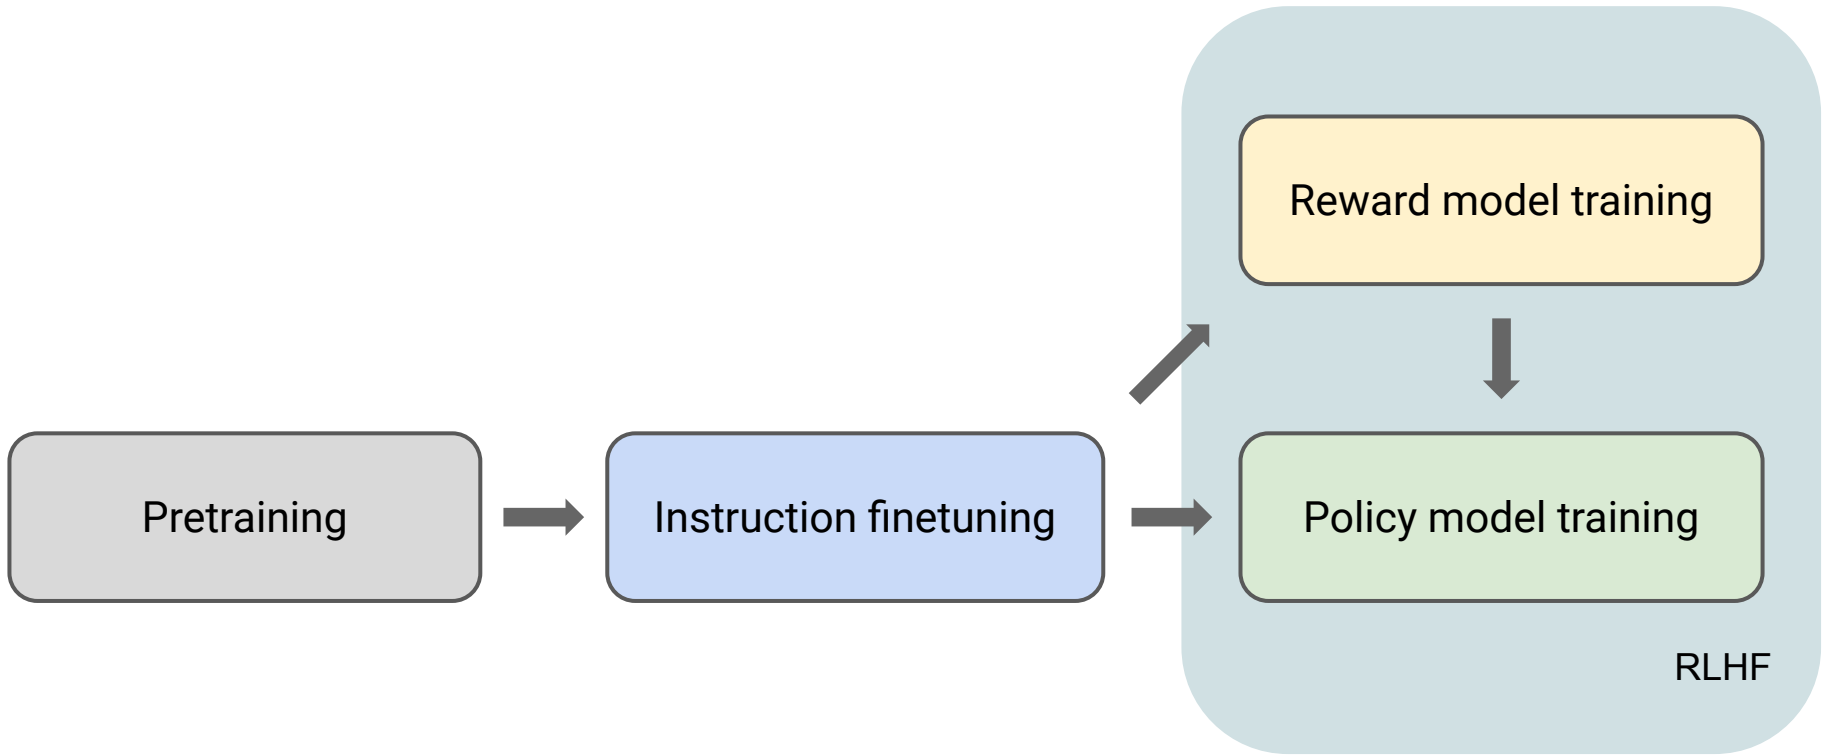 Reward model training
Pretraining
Instruction finetuning
Policy model training
RLHF